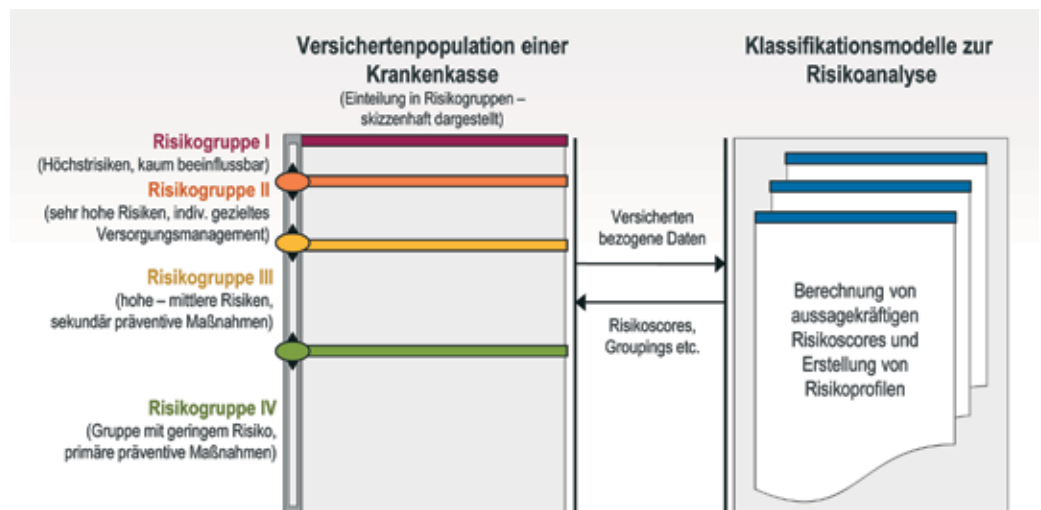 Versichertenpopulation einer
Krankenkasse
(Einteilung in Risikogruppen –
skizzenhaft dargestellt)
Klassifikationsmodelle zur
Risikoanalyse
Risikogruppe I
(Höchstrisiken, kaum beeinflussbar)
Risikogruppe II
(sehr hohe Risiken, indiv. gezieltes
Versorgungsmanagement)
Risikogruppe III
(hohe – mittlere Risiken,
sekundär präventive Maßnahmen)
Risikogruppe IV
(Gruppe mit geringem Risiko,
primäre präventive Maßnahmen)
Versicherten
bezogene Daten
Risikoscores,
Groupings etc.
Berechnung von
aussagekräftigen
Risikoscores und
Erstellung von
Risikoprofilen